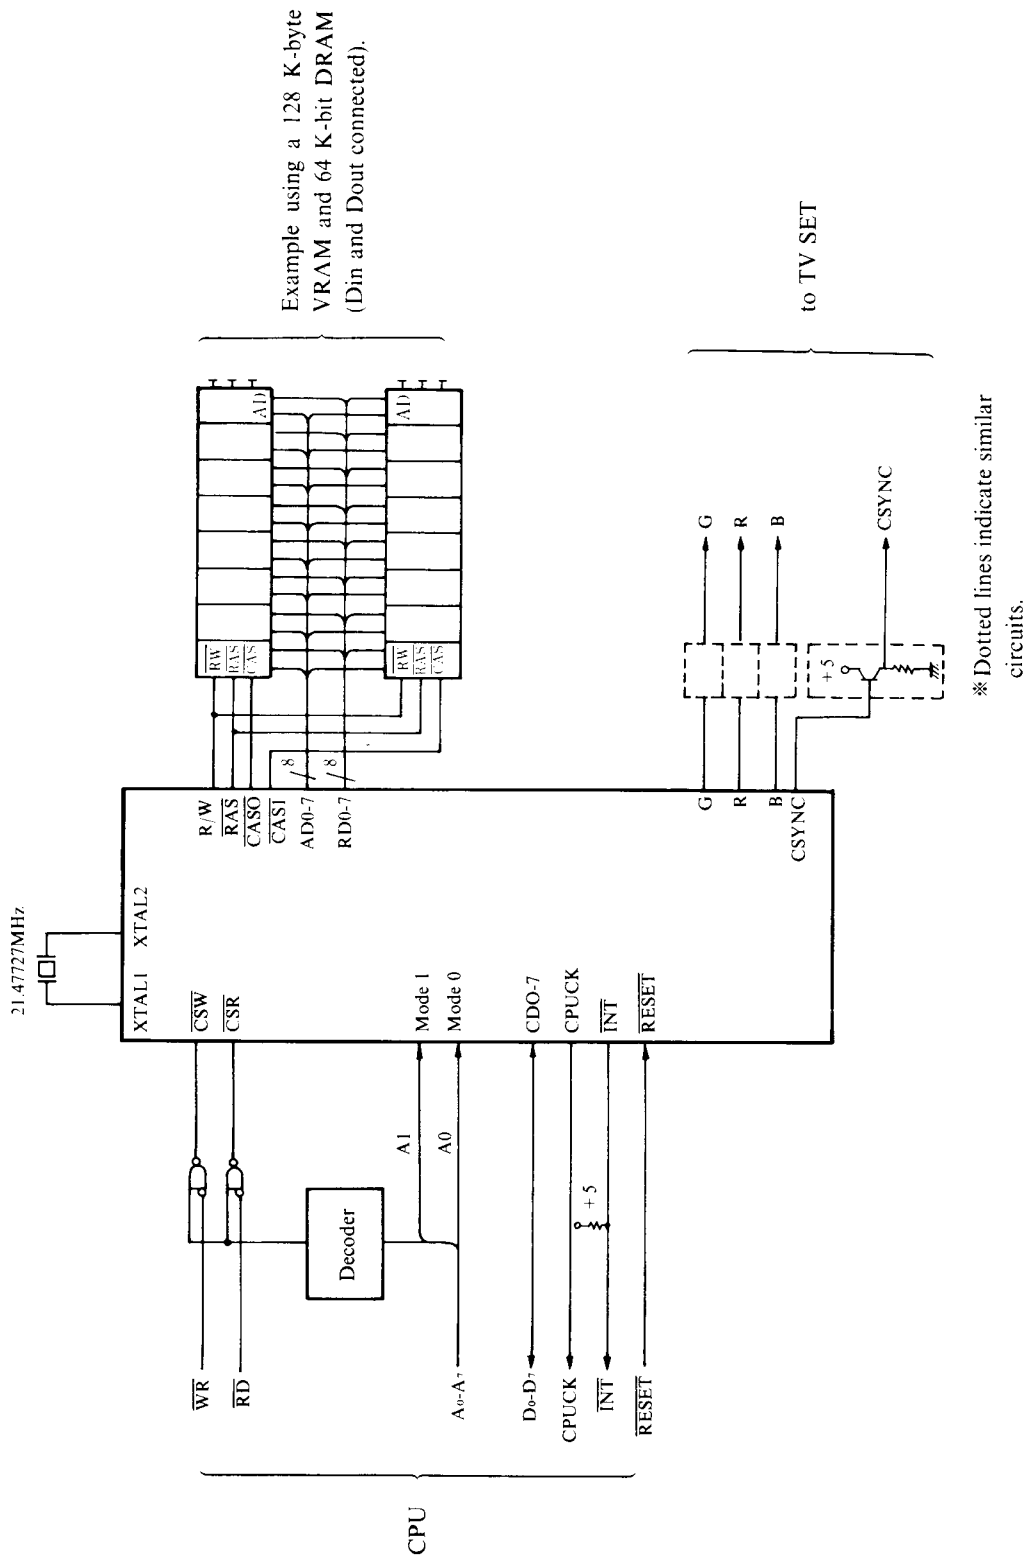 21.47727MHz
XTAL1 XTAL2
CPU
WR
RD
A₀-A₇
D₀-D₇
CPUCK
INT
RESET
Decoder
A1
A0
+5
CSW
CSR
Mode 1
Mode 0
CDO-7
CPUCK
INT
RESET
R/W
RAS
CASO
CAS1
AD0-7
RD0-7
8
8
RW
RAS
CAS
AD
RW
RAS
CAS
AD
Example using a 128 K-byte
VRAM and 64 K-bit DRAM
(Din and Dout connected).
G
R
B
CSYNC
+5
G
R
B
CSYNC
to TV SET
※Dotted lines indicate similar
circuits.